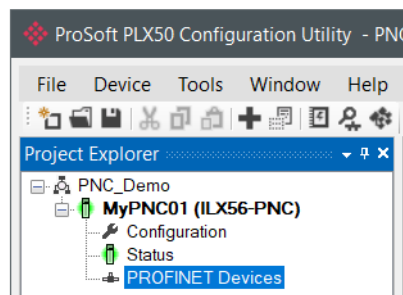 ProSoft PLX50 Configuration Utility - PNC
File Device Tools Window Help
Project Explorer
PNC_Demo
MyPNC01 (ILX56-PNC)
Configuration
Status
PROFINET Devices